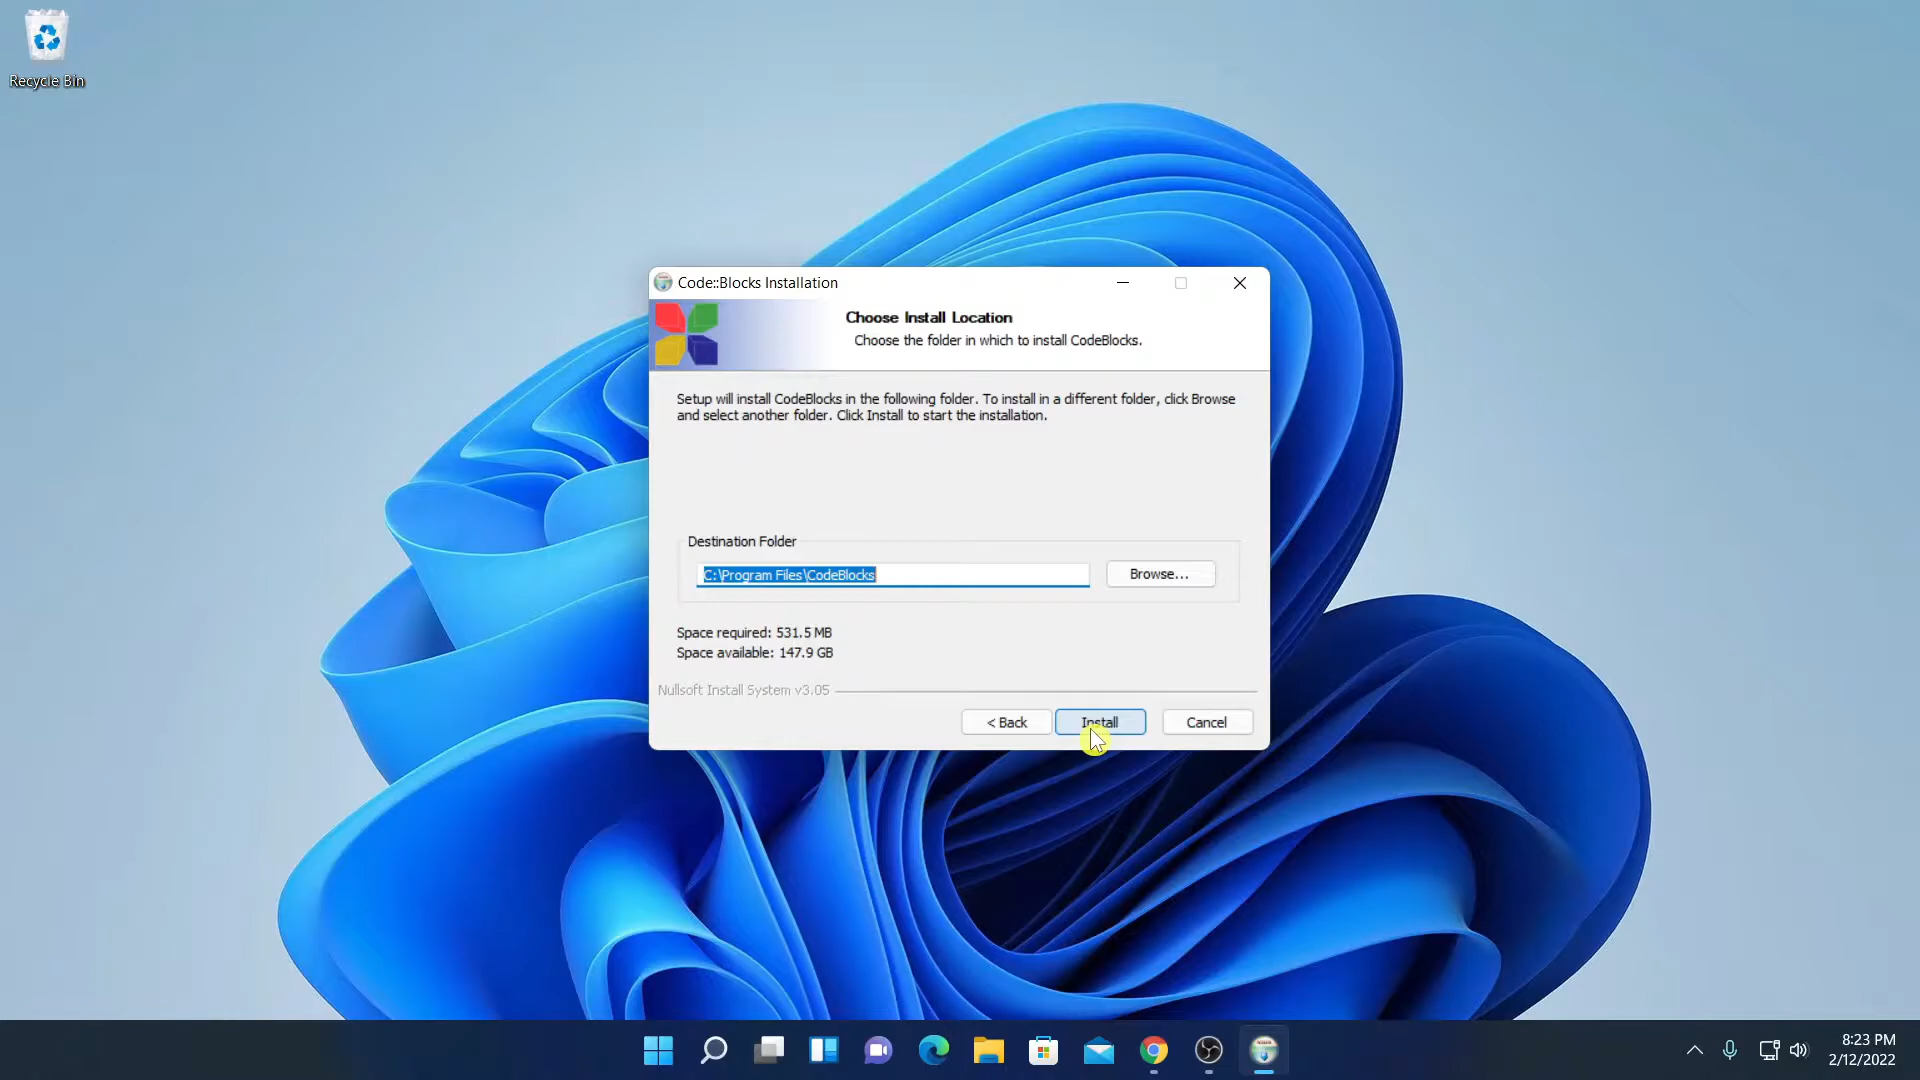 Recycle Bin
Code::Blocks Installation
Choose Install Location
Choose the folder in which to install CodeBlocks.
Setup will install CodeBlocks in the following folder. To install in a different folder, click Browse
and select another folder. Click Install to start the installation.
Destination Folder
C:\Program Files\CodeBlocks
Browse...
Space required: 531.5 MB
Space available: 147.9 GB
Nullsoft Install System v3.05
< Back
Install
Cancel
8:23 PM
2/12/2022